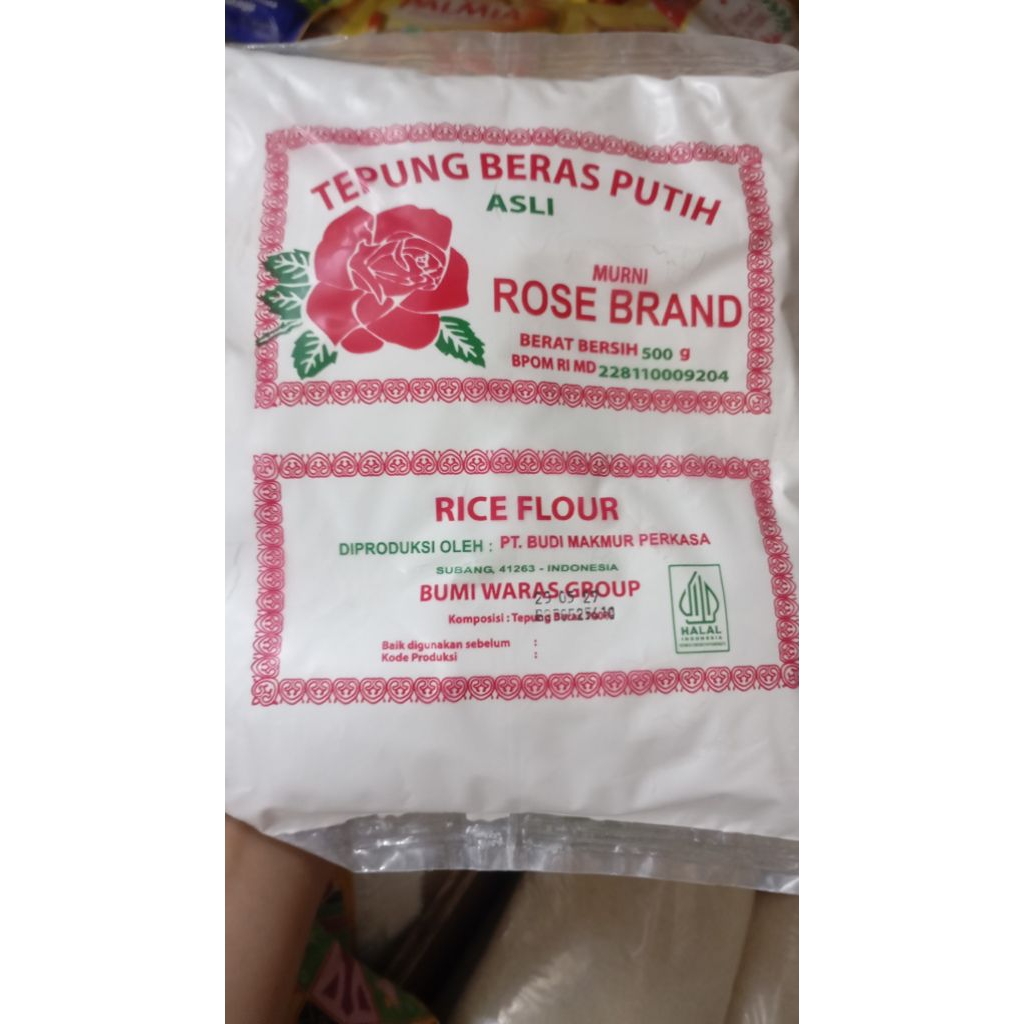 PALMIA
TEPUNG BERAS PUTIH
ASLI
MURNI
ROSE BRAND
BERAT BERSIH 500 g
BPOM RI MD 228110009204
RICE FLOUR
DIPRODUKSI OLEH : PT. BUDI MAKMUR PERKASA
SUBANG, 41263 - INDONESIA
BUMI WARAS GROUP
Komposisi : Tepung Beras 100%
Baik digunakan sebelum :
Kode Produksi :
HALAL
INDONESIA